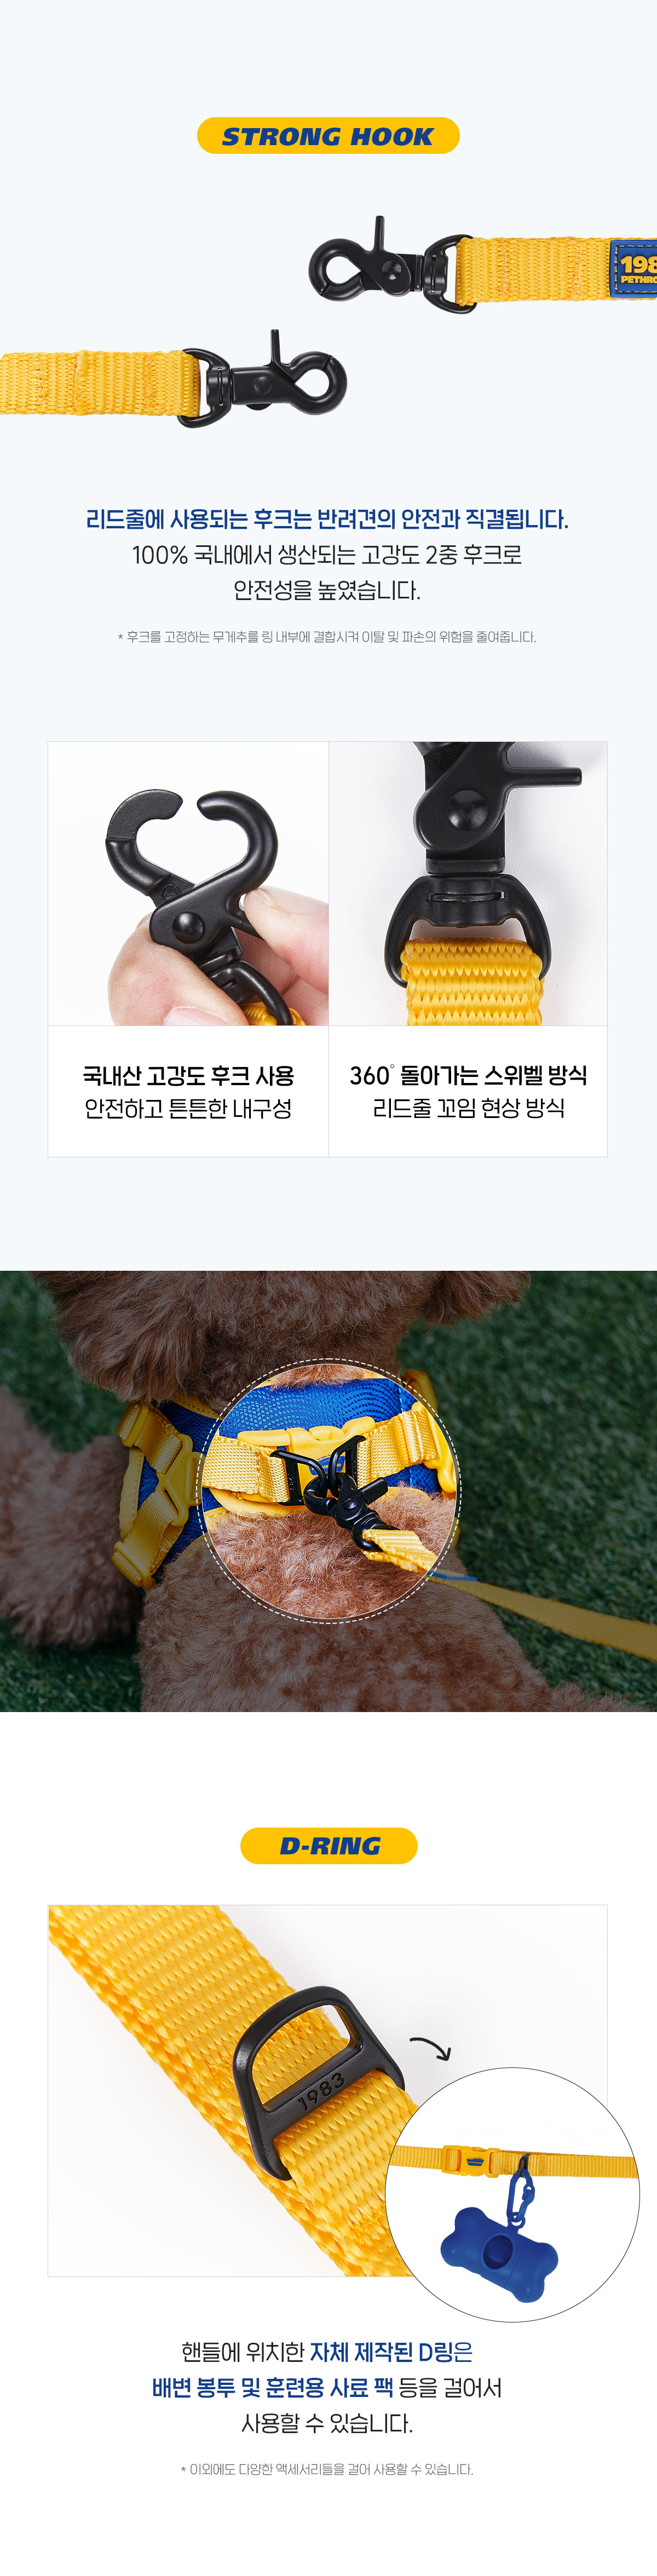 STRONG HOOK
198
PETHRO
리드줄에 사용되는 후크는 반려견의 안전과 직결됩니다.
100% 국내에서 생산되는 고강도 2중 후크로
안전성을 높였습니다.
* 후크를 고정하는 무게추를 링 내부에 결합시켜 이탈 및 파손의 위험을 줄여줍니다.
국내산 고강도 후크 사용
안전하고 튼튼한 내구성
360° 돌아가는 스위벨 방식
리드줄 꼬임 현상 방식
D-RING
1983
핸들에 위치한 자체 제작된 D링은
배변 봉투 및 훈련용 사료 팩 등을 걸어서
사용할 수 있습니다.
* 이외에도 다양한 액세서리들을 걸어 사용할 수 있습니다.